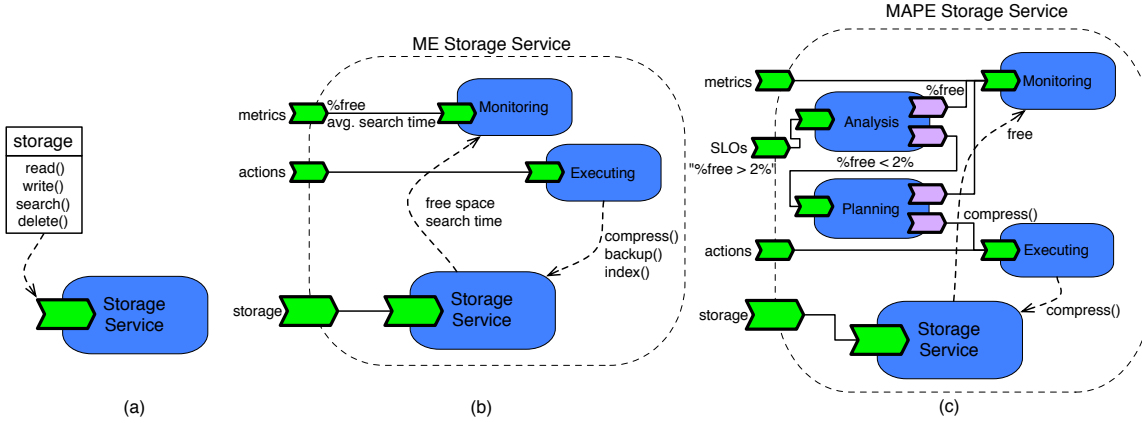 storage
read()
write()
search()
delete()
Storage
Service
(a)
ME Storage Service
metrics
%free
avg. search time
Monitoring
actions
Executing
free space
search time
compress()
backup()
index()
storage
Storage
Service
(b)
MAPE Storage Service
metrics
Monitoring
%free
Analysis
free
SLOs
"%free > 2%"
%free < 2%
Planning
compress()
actions
Executing
compress()
storage
Storage
Service
(c)